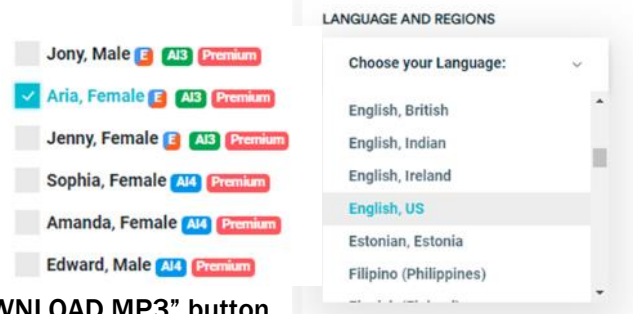 Jony, Male E AI3 Premium
Aria, Female E AI3 Premium
Jenny, Female E AI3 Premium
Sophia, Female AI4 Premium
Amanda, Female AI4 Premium
Edward, Male AI4 Premium
WNLOAD MP3” button
LANGUAGE AND REGIONS
Choose your Language:
English, British
English, Indian
English, Ireland
English, US
Estonian, Estonia
Filipino (Philippines)